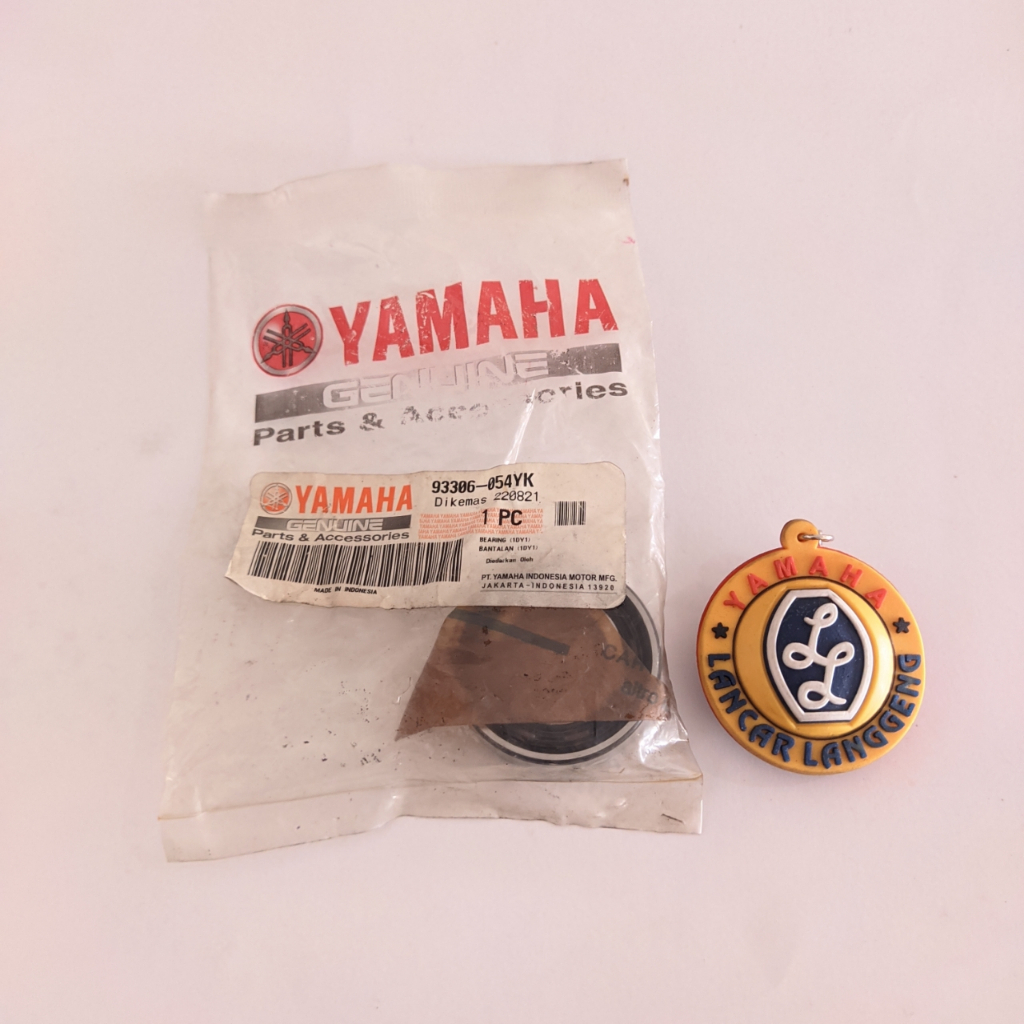 YAMAHA
GENUINE
Parts & Accessories
YAMAHA
GENUINE
Parts & Accessories
MADE IN INDONESIA
93306-054YK
Dikemas 220821
1 PC
BEARING (1DY1)
BANTALAN (1DY1)
Diedarkan Oleh
PT. YAMAHA INDONESIA MOTOR MFG.
JAKARTA - INDONESIA 13920
YAMAHA
LL
LANCAR LANGGENG